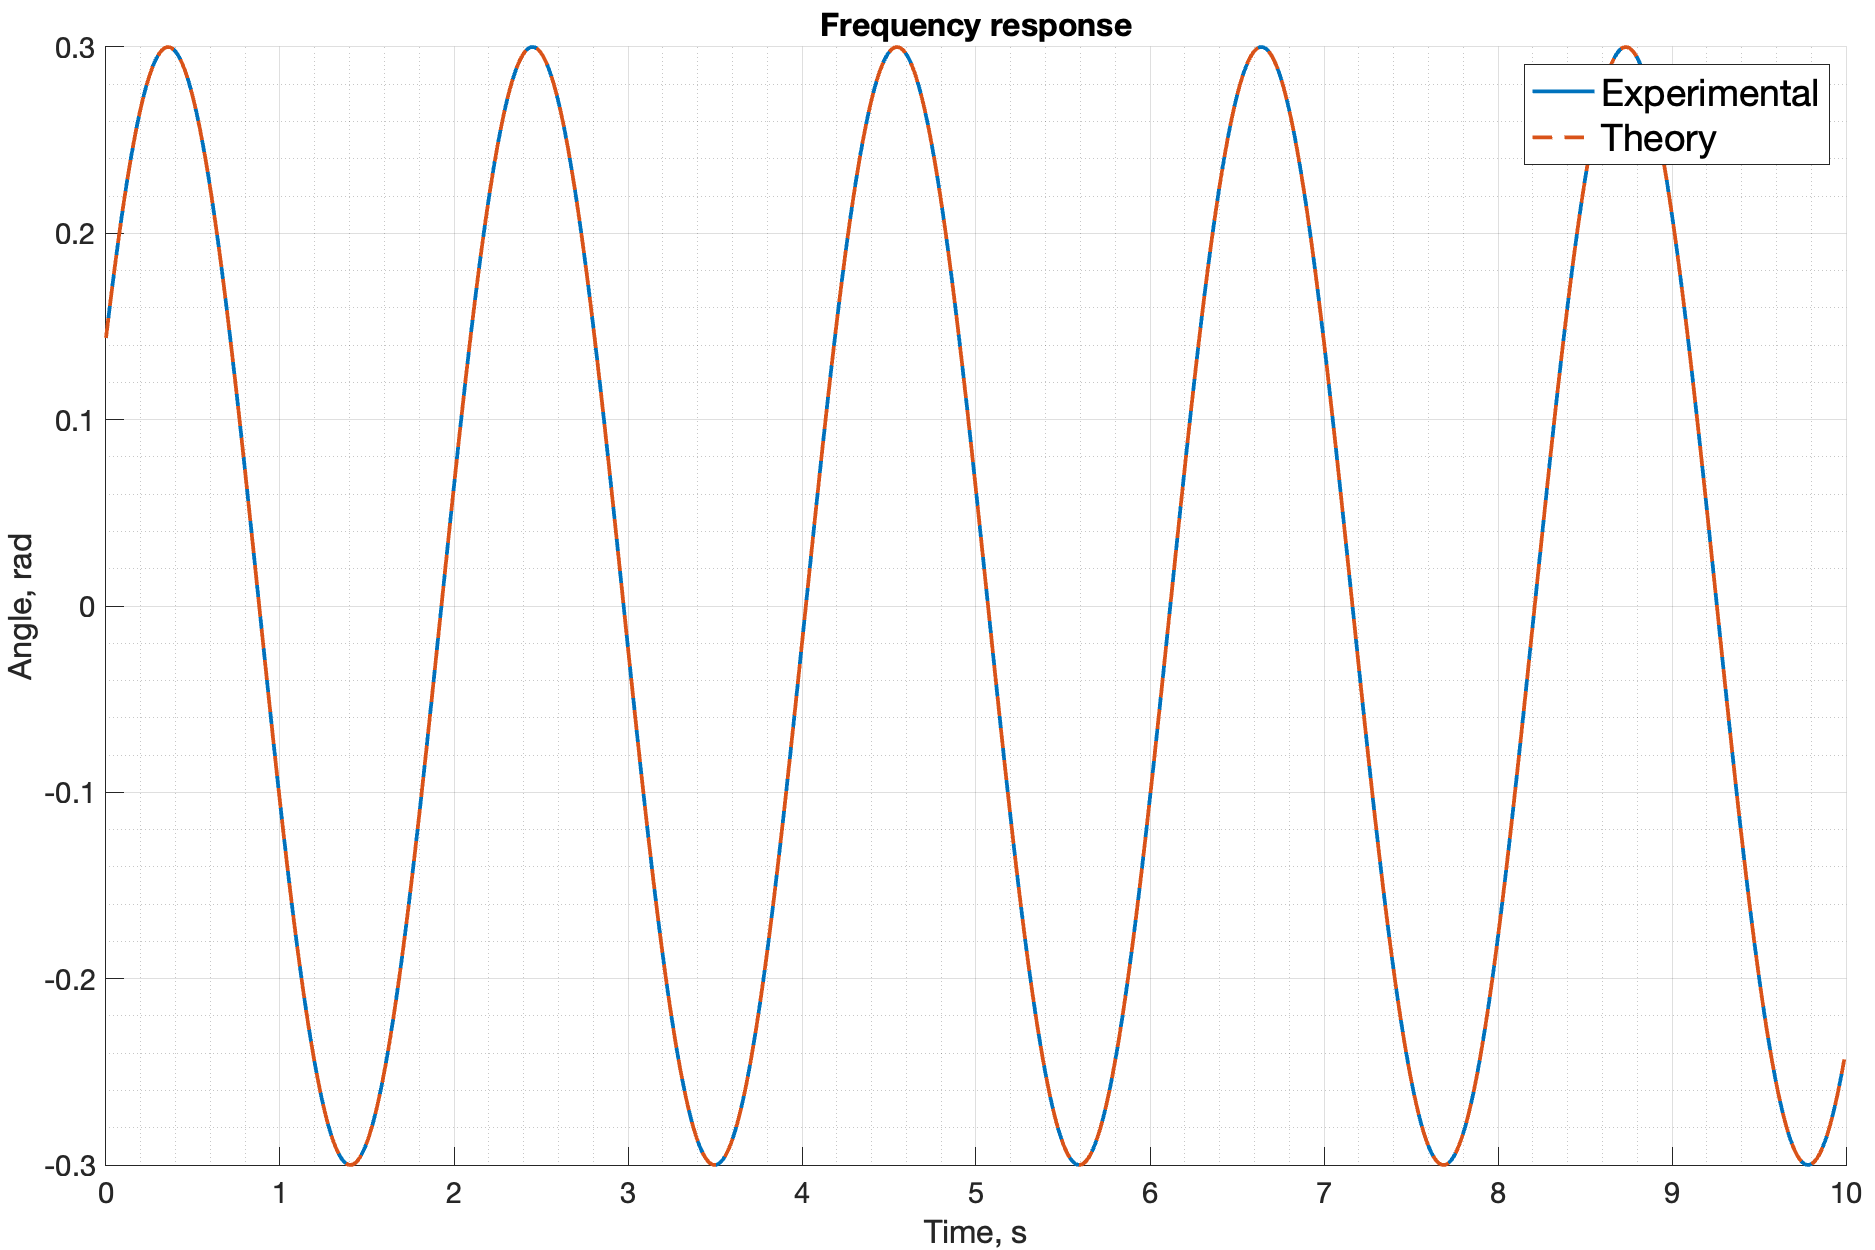 Frequency response
Experimental
Theory
Angle, rad
0.3
0.2
0.1
0
-0.1
-0.2
-0.3
0 1 2 3 4 5 6 7 8 9 10
Time, s